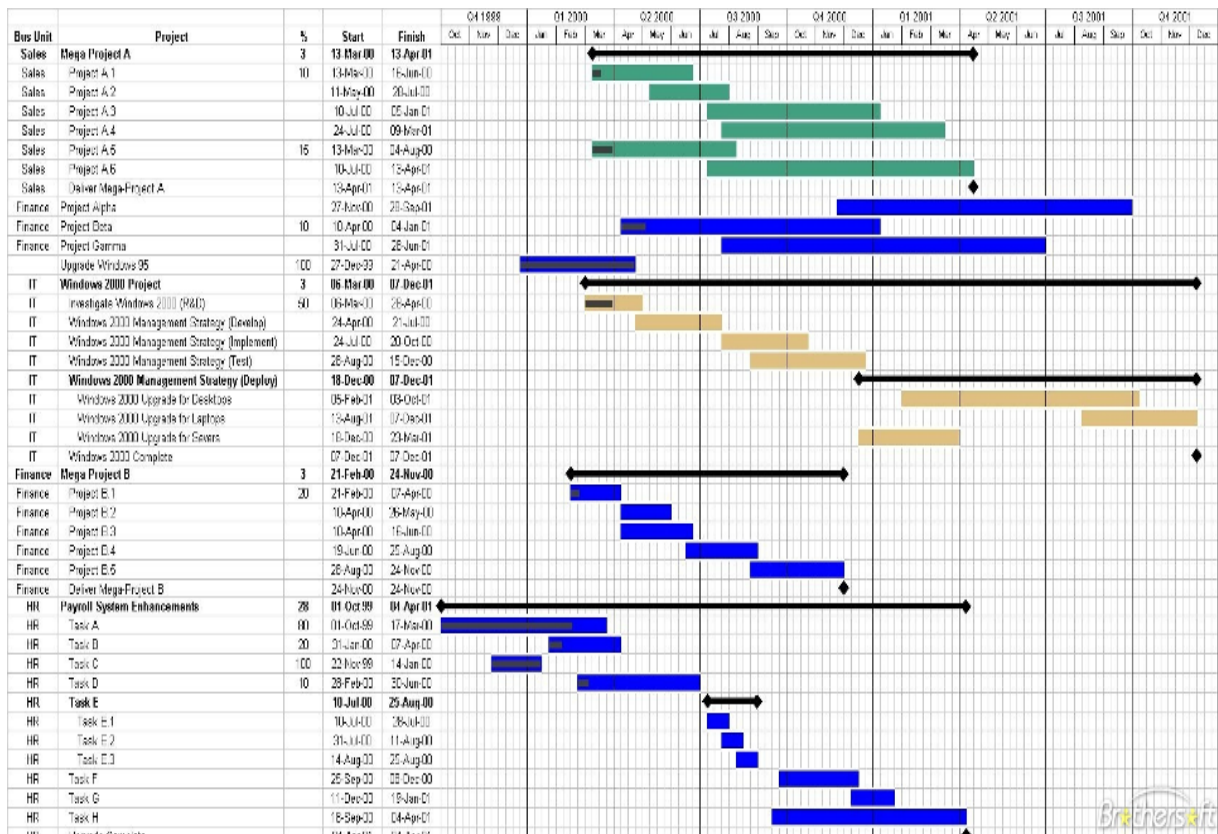 Q4 1999 Q1 2000 Q2 2000 Q3 2000 Q4 2000 Q1 2001 Q2 2001 Q3 2001 Q4 2001
Bus Unit Project % Start Finish Oct Nov Dec Jan Feb Mar Apr May Jun Jul Aug Sep Oct Nov Dec Jan Feb Mar Apr May Jun Jul Aug Sep Oct Nov Dec
Sales Mega Project A 3 13-Mar-00 13-Apr-01
Sales Project A.1 10 13-Mar-00 16-Jun-00
Sales Project A.2 11-May-00 28-Jul-00
Sales Project A.3 10-Jul-00 05-Jan-01
Sales Project A.4 24-Jul-00 09-Mar-01
Sales Project A.5 15 13-Mar-00 04-Aug-00
Sales Project A.6 10-Jul-00 13-Apr-01
Sales Deliver Mega-Project A 13-Apr-01 13-Apr-01
Finance Project Alpha 27-Nov-00 28-Sep-01
Finance Project Beta 10 10-Apr-00 04-Jan-01
Finance Project Gamma 31-Jul-00 28-Jun-01
Upgrade Windows 95 100 27-Dec-99 21-Apr-00
IT Windows 2000 Project 3 06-Mar-00 07-Dec-01
IT Investigate Windows 2000 (R&D) 50 06-Mar-00 28-Apr-00
IT Windows 2000 Management Strategy (Develop) 24-Apr-00 21-Jul-00
IT Windows 2000 Management Strategy (Implement) 24-Jul-00 20-Oct-00
IT Windows 2000 Management Strategy (Test) 28-Aug-00 15-Dec-00
IT Windows 2000 Management Strategy (Deploy) 18-Dec-00 07-Dec-01
IT Windows 2000 Upgrade for Desktops 05-Feb-01 03-Oct-01
IT Windows 2000 Upgrade for Laptops 13-Aug-01 07-Dec-01
IT Windows 2000 Upgrade for Severs 18-Dec-00 23-Mar-01
IT Windows 2000 Complete 07-Dec-01 07-Dec-01
Finance Mega Project B 3 21-Feb-00 24-Nov-00
Finance Project B.1 20 21-Feb-00 07-Apr-00
Finance Project B.2 10-Apr-00 26-May-00
Finance Project B.3 10-Apr-00 16-Jun-00
Finance Project B.4 19-Jun-00 25-Aug-00
Finance Project B.5 28-Aug-00 24-Nov-00
Finance Deliver Mega-Project B 24-Nov-00 24-Nov-00
HR Payroll System Enhancements 28 01-Oct-99 04-Apr-01
HR Task A 80 01-Oct-99 17-Mar-00
HR Task B 20 31-Jan-00 07-Apr-00
HR Task C 100 22-Nov-99 14-Jan-00
HR Task D 10 28-Feb-00 30-Jun-00
HR Task E 10-Jul-00 25-Aug-00
HR Task E.1 10-Jul-00 28-Jul-00
HR Task E.2 31-Jul-00 11-Aug-00
HR Task E.3 14-Aug-00 25-Aug-00
HR Task F 25-Sep-00 08-Dec-00
HR Task G 11-Dec-00 19-Jan-01
HR Task H 18-Sep-00 04-Apr-01
Brothersoft